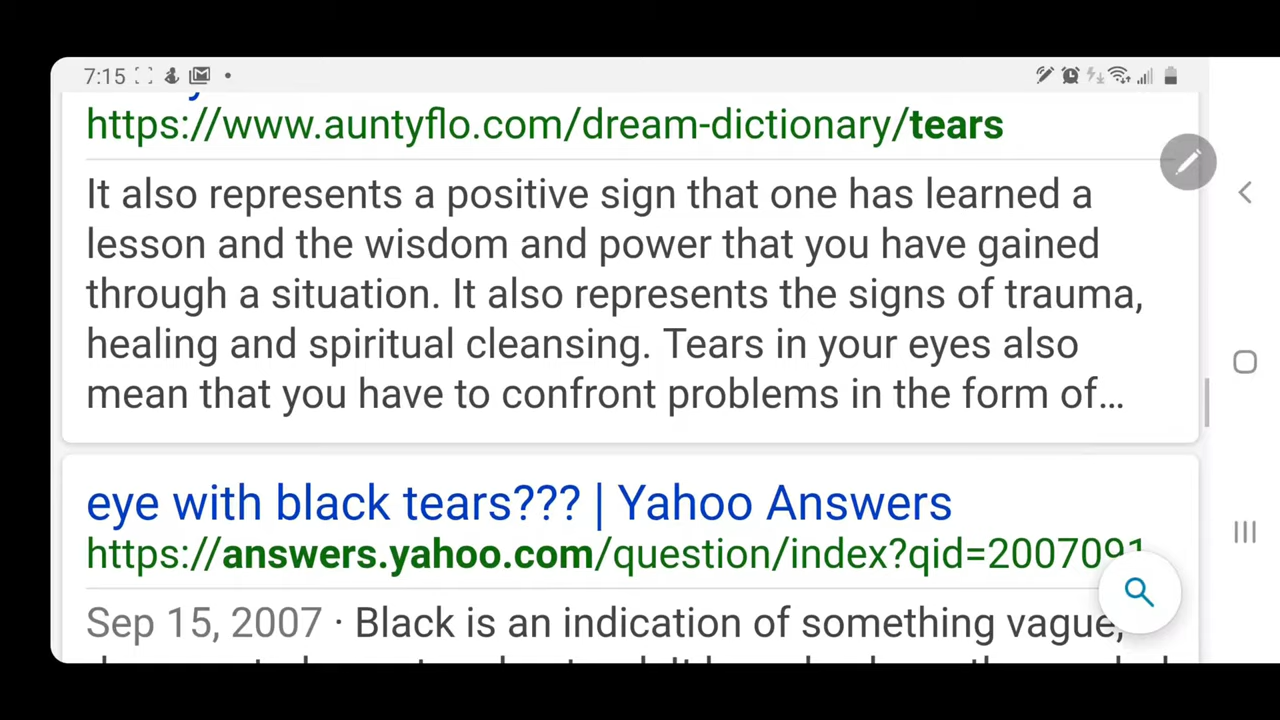 7:15
https://www.auntyflo.com/dream-dictionary/tears
It also represents a positive sign that one has learned a
lesson and the wisdom and power that you have gained
through a situation. It also represents the signs of trauma,
healing and spiritual cleansing. Tears in your eyes also
mean that you have to confront problems in the form of...
eye with black tears??? | Yahoo Answers
https://answers.yahoo.com/question/index?qid=2007091
Sep 15, 2007 · Black is an indication of something vague,